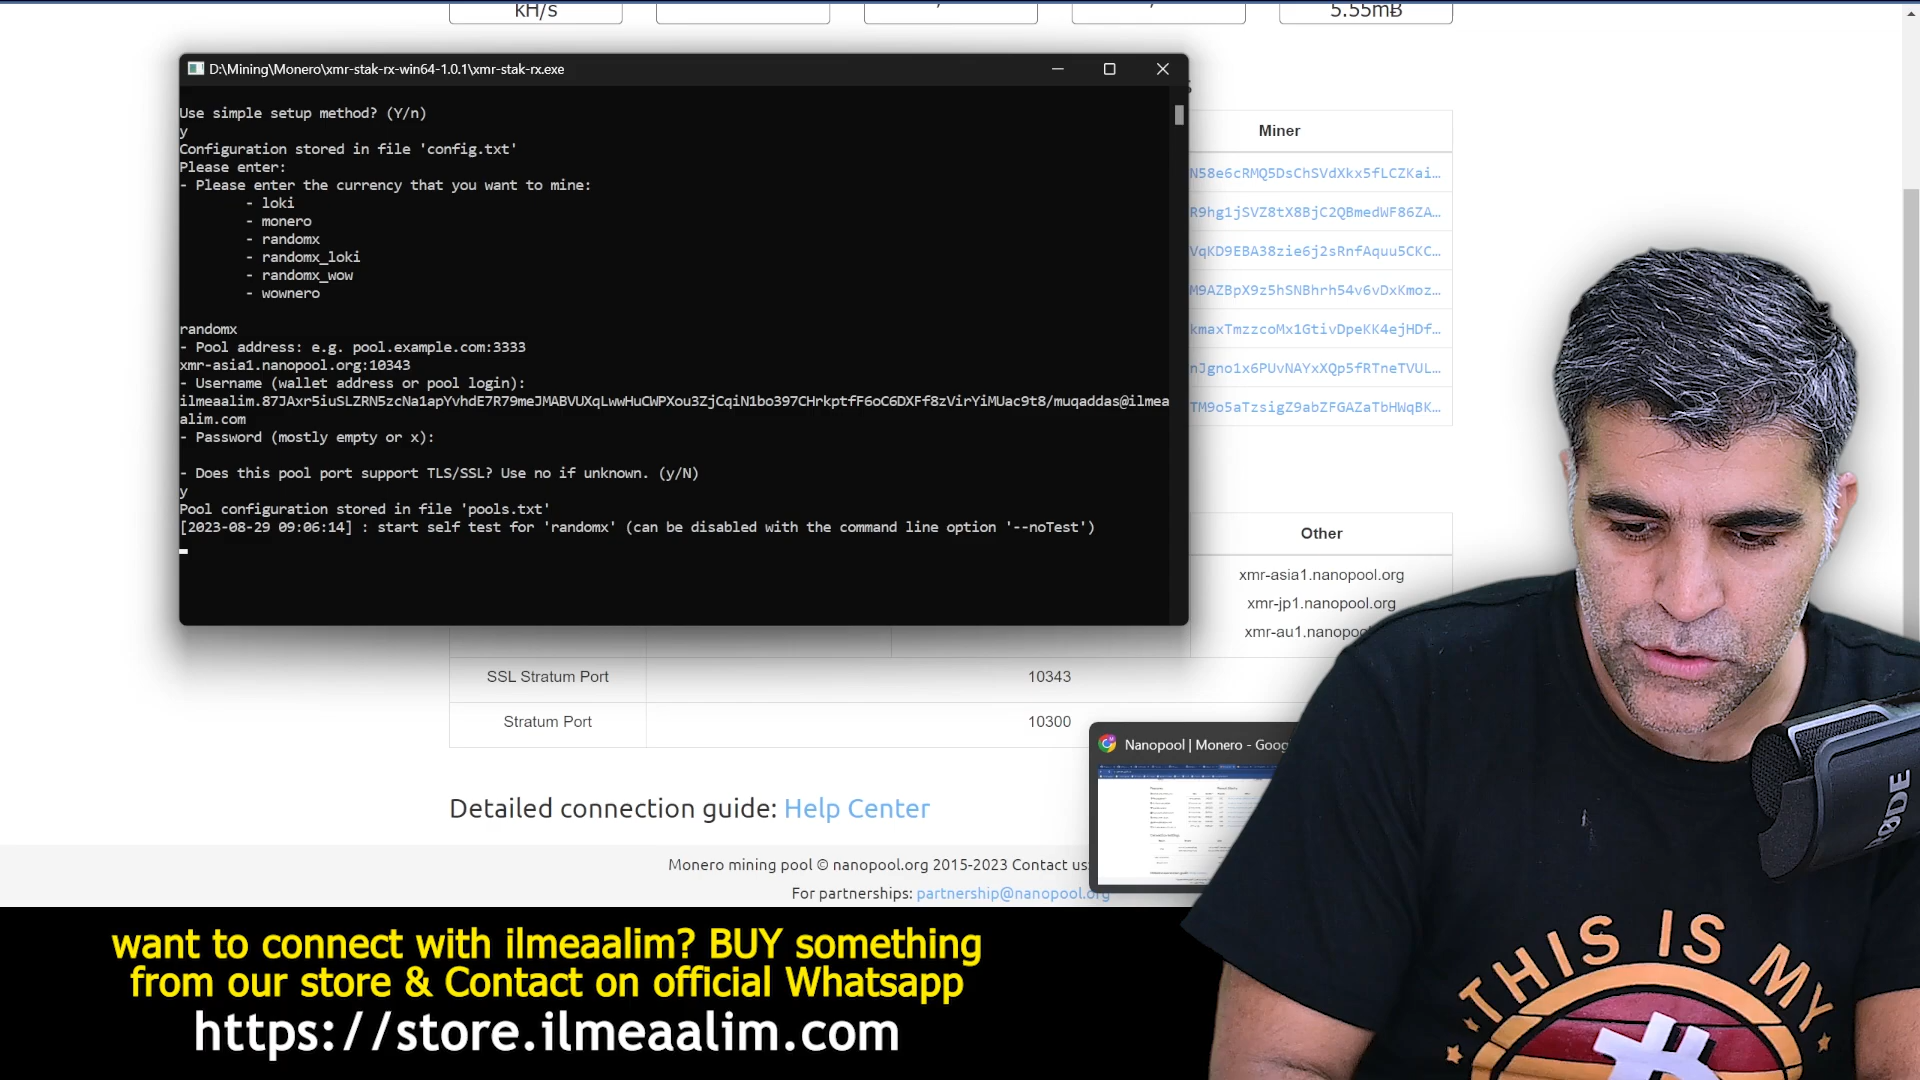 kH/s
5.55mɃ
D:\Mining\Monero\xmr-stak-rx-win64-1.0.1\xmr-stak-rx.exe
Use simple setup method? (Y/n)
y
Configuration stored in file 'config.txt'
Please enter:
- Please enter the currency that you want to mine:
- loki
- monero
- randomx
- randomx_loki
- randomx_wow
- wownero
randomx
- Pool address: e.g. pool.example.com:3333
xmr-asia1.nanopool.org:10343
- Username (wallet address or pool login):
ilmeaalim.87JAxr5iuSLZRN5zcNa1apYvhdE7R79meJMABVUXqLwwHuCWPXou3ZjCqiN1bo397CHrkptfF6oC6DXFf8zVirYiMUac9t8/muqaddas@ilmea
alim.com
- Password (mostly empty or x):
- Does this pool port support TLS/SSL? Use no if unknown. (y/N)
y
Pool configuration stored in file 'pools.txt'
[2023-08-29 09:06:14] : start self test for 'randomx' (can be disabled with the command line option '--noTest')
Miner
N58e6cRMQ5DsChSVdXkx5fLCZKai...
R9hg1jSVZ8tX8BjC2QBmedWF86ZA...
VqKD9EBA38zie6j2sRnfAquu5CKC...
M9AZBpX9z5hSNBhrh54v6vDxKmoz...
kmaxTmzzcoMx1GtivDpeKK4ejHDf...
nJgno1x6PUvNAYxXQp5fRTneTVUL...
TM9o5aTzsigZ9abZFGAZaTbHWqBK...
Other
xmr-asia1.nanopool.org
xmr-jp1.nanopool.org
xmr-au1.nanopool
SSL Stratum Port 10343
Stratum Port 10300
Nanopool | Monero - Goog
Detailed connection guide: Help Center
Monero mining pool © nanopool.org 2015-2023 Contact us:
For partnerships: partnership@nanopool.org
want to connect with ilmeaalim? BUY something
from our store & Contact on official Whatsapp
https://store.ilmeaalim.com
THIS IS MY
RØDE